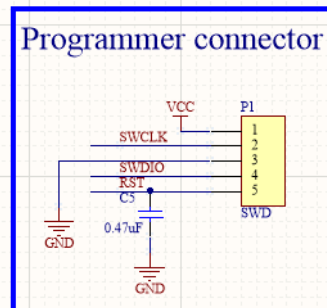 Programmer connector
VCC
P1
1
SWCLK
2
3
SWDIO
4
RST
5
C5
SWD
0.47uF
GND
GND